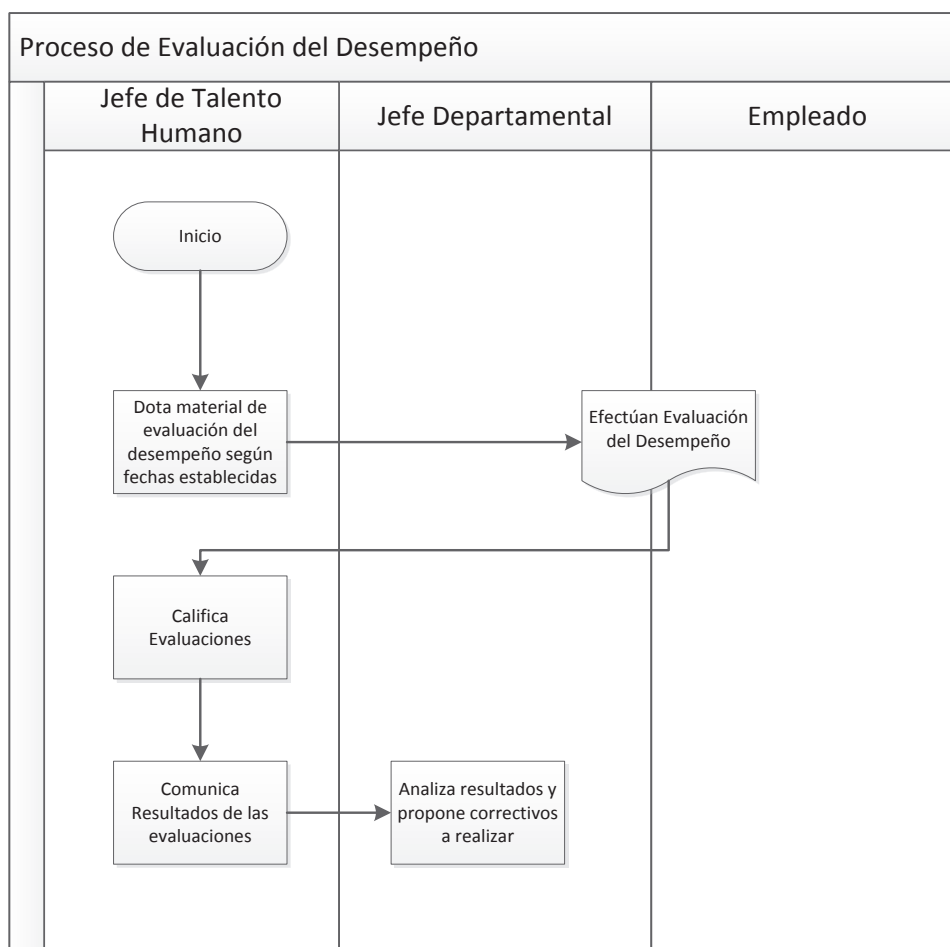 Proceso de Evaluación del Desempeño
Jefe de Talento
Humano
Jefe Departamental
Empleado
Inicio
Dota material de
evaluación del
desempeño según
fechas establecidas
Efectúan Evaluación
del Desempeño
Califica
Evaluaciones
Comunica
Resultados de las
evaluaciones
Analiza resultados y
propone correctivos
a realizar